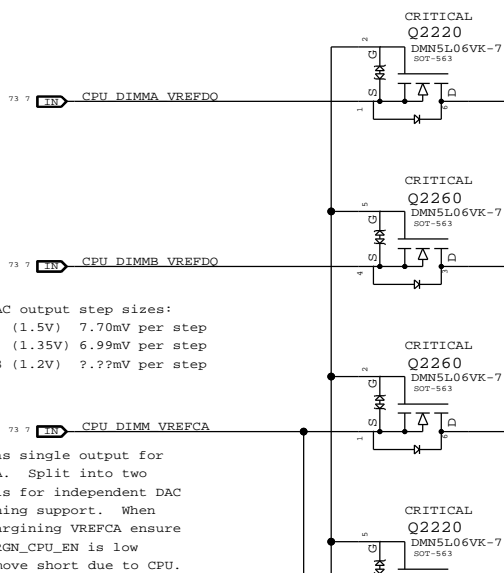 CRITICAL
Q2220
DMN5L06VK-7
SOT-563
2
G
S
D
1
6
73 7 IN CPU_DIMMA_VREFDQ
CRITICAL
Q2260
DMN5L06VK-7
SOT-563
5
G
S
D
4
3
73 7 IN CPU_DIMMB_VREFDQ
AC output step sizes:
(1.5V) 7.70mV per step
(1.35V) 6.99mV per step
(1.2V) ?.??mV per step
CRITICAL
Q2260
DMN5L06VK-7
SOT-563
2
G
S
D
1
6
73 7 IN CPU_DIMM_VREFCA
as single output for
A. Split into two
s for independent DAC
ning support. When
argining VREFCA ensure
RGN_CPU_EN is low
move short due to CPU.
CRITICAL
Q2220
DMN5L06VK-7
SOT-563
5
G